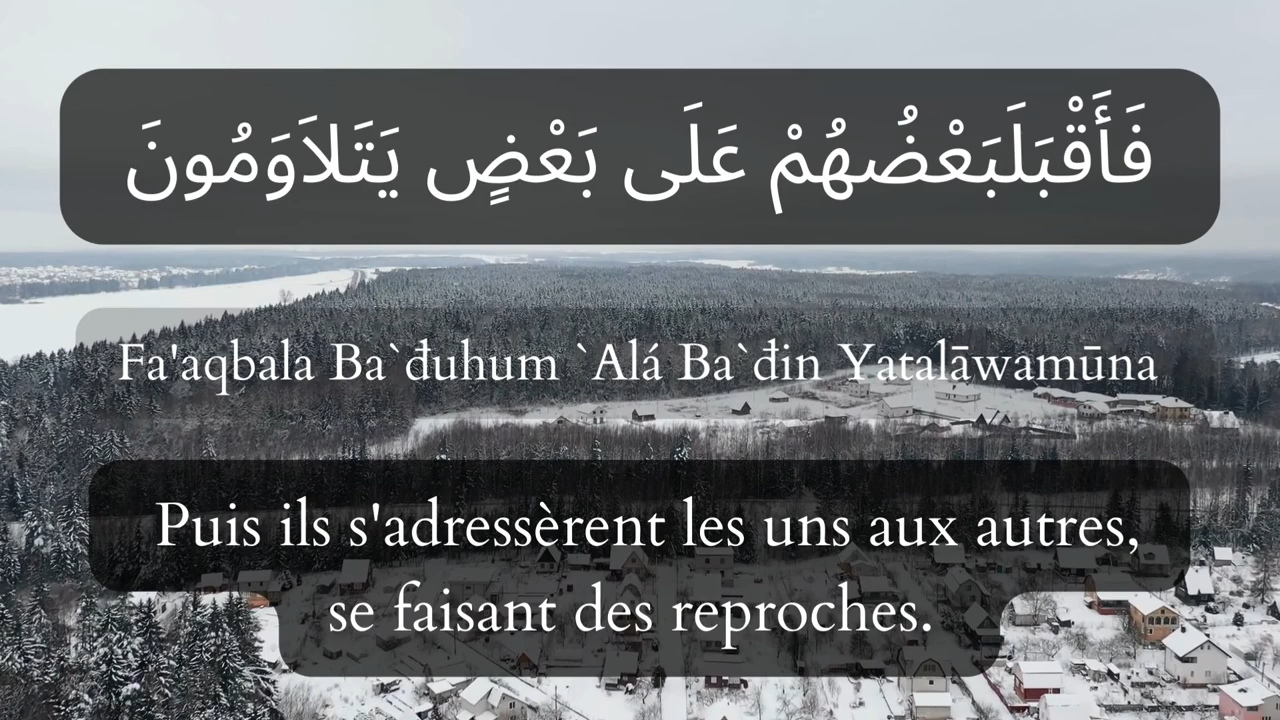 فَأَقْبَلَبَعْضُهُمْ عَلَى بَعْضٍ يَتَلاَوَمُونَ
Fa'aqbala Ba`đuhum `Alá Ba`đin Yatalāwamūna
Puis ils s'adressèrent les uns aux autres,
se faisant des reproches.